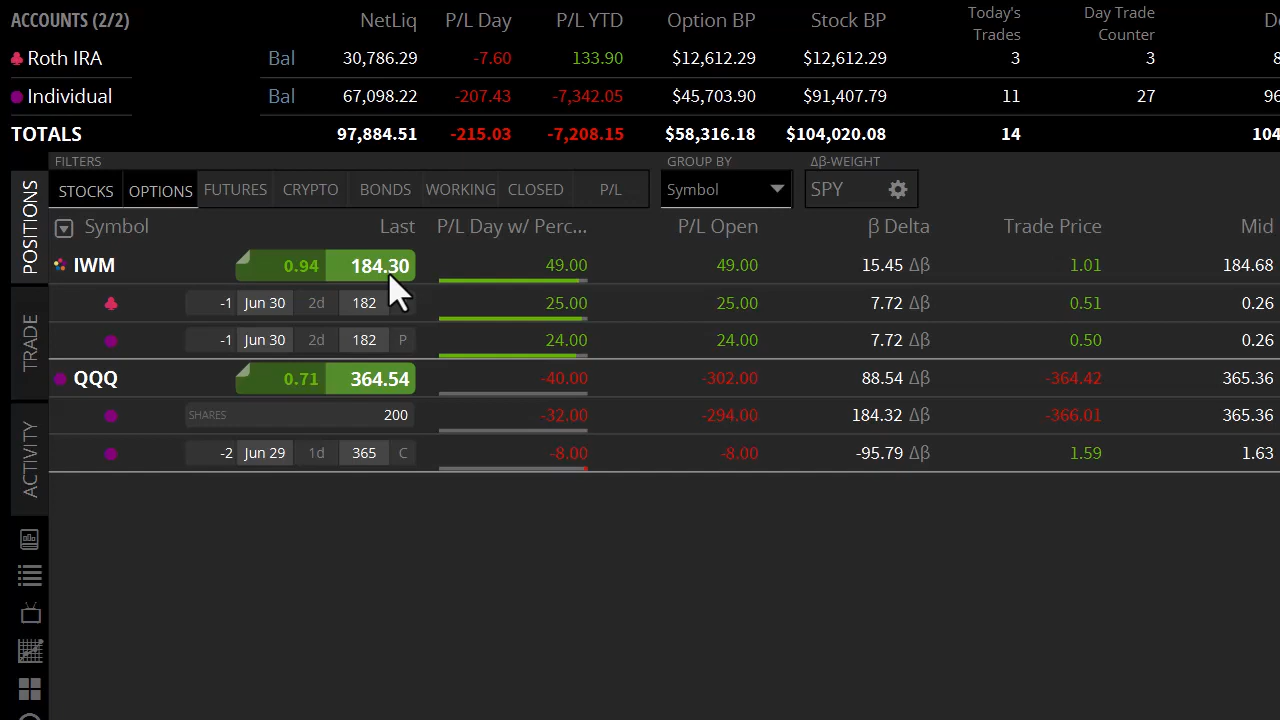 ACCOUNTS (2/2) NetLiq P/L Day P/L YTD Option BP Stock BP Today's Trades Day Trade Counter
Roth IRA Bal 30,786.29 -7.60 133.90 $12,612.29 $12,612.29 3 3
Individual Bal 67,098.22 -207.43 -7,342.05 $45,703.90 $91,407.79 11 27
TOTALS 97,884.51 -215.03 -7,208.15 $58,316.18 $104,020.08 14
FILTERS GROUP BY Δβ-WEIGHT
STOCKS OPTIONS FUTURES CRYPTO BONDS WORKING CLOSED P/L Symbol SPY
POSITIONS
TRADE
ACTIVITY
Symbol Last P/L Day w/ Perc... P/L Open β Delta Trade Price Mid
IWM 0.94 184.30 49.00 49.00 15.45 Δβ 1.01 184.68
-1 Jun 30 2d 182 25.00 25.00 7.72 Δβ 0.51 0.26
-1 Jun 30 2d 182 P 24.00 24.00 7.72 Δβ 0.50 0.26
QQQ 0.71 364.54 -40.00 -302.00 88.54 Δβ -364.42 365.36
SHARES 200 -32.00 -294.00 184.32 Δβ -366.01 365.36
-2 Jun 29 1d 365 C -8.00 -8.00 -95.79 Δβ 1.59 1.63